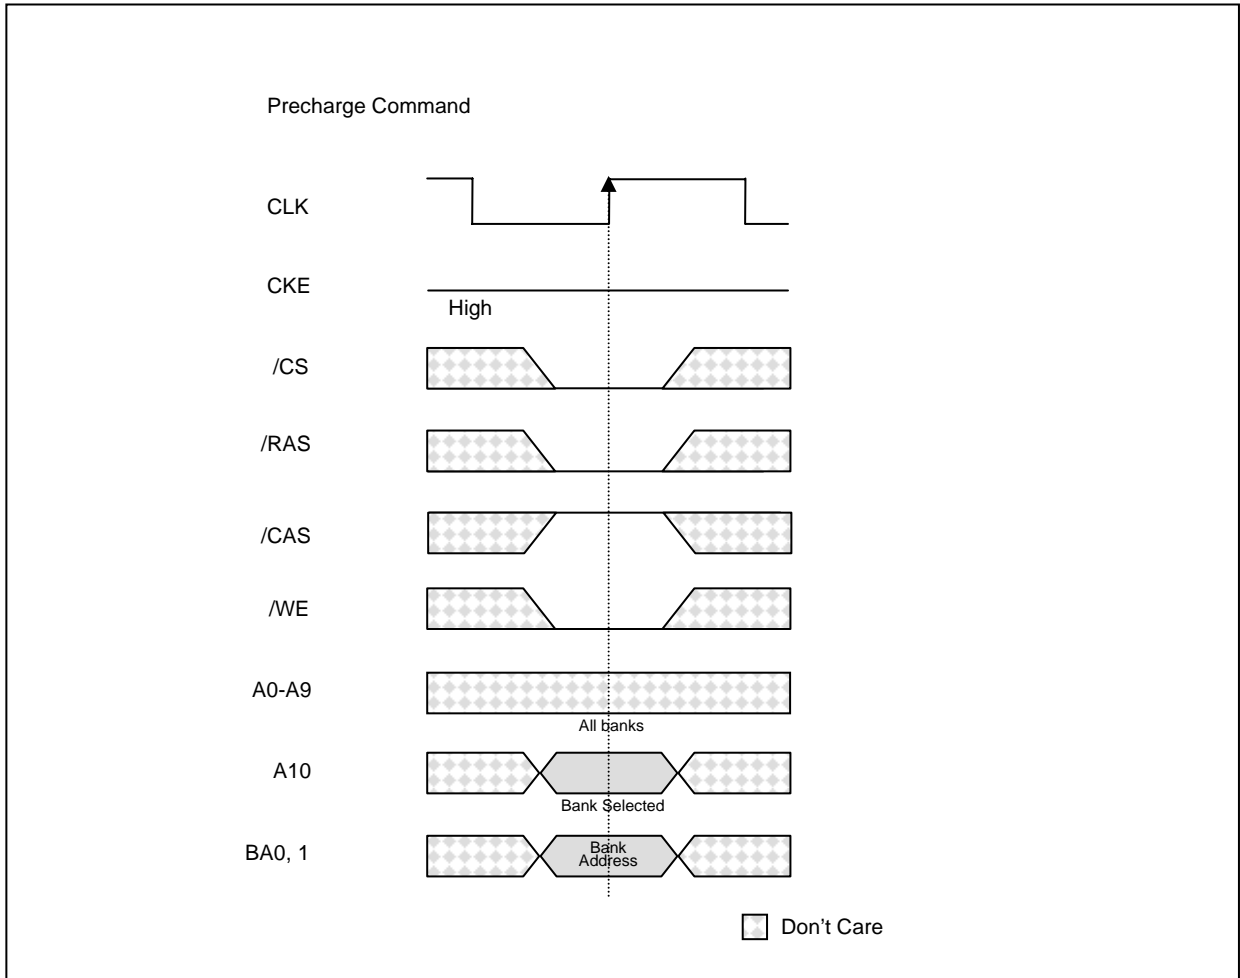 Precharge Command
CLK
CKE
High
/CS
/RAS
/CAS
/WE
A0-A9
All banks
A10
Bank Selected
BA0, 1
Bank
Address
Don't Care